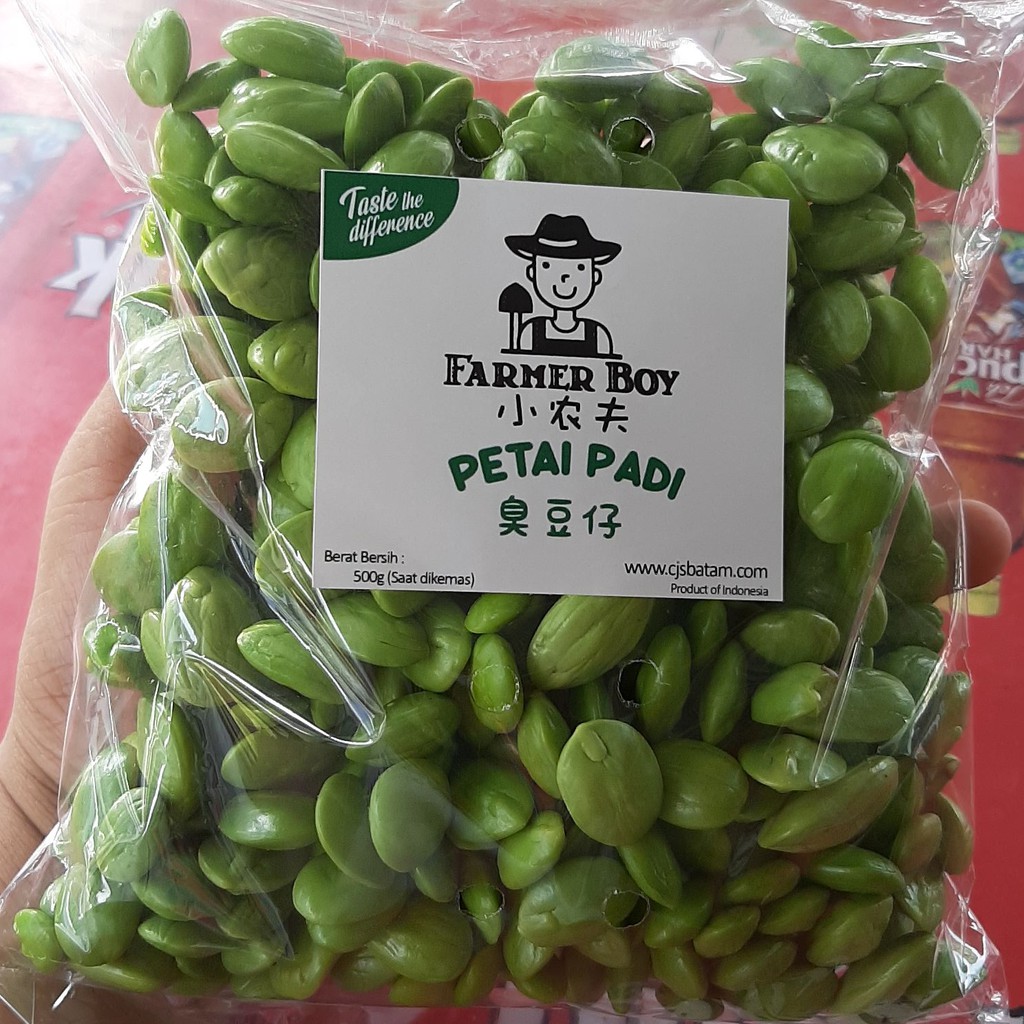 Taste the
difference
FARMER BOY
小农夫
PETAI PADI
臭豆仔
Berat Bersih :
500g (Saat dikemas)
www.cjsbatam.com
Product of Indonesia